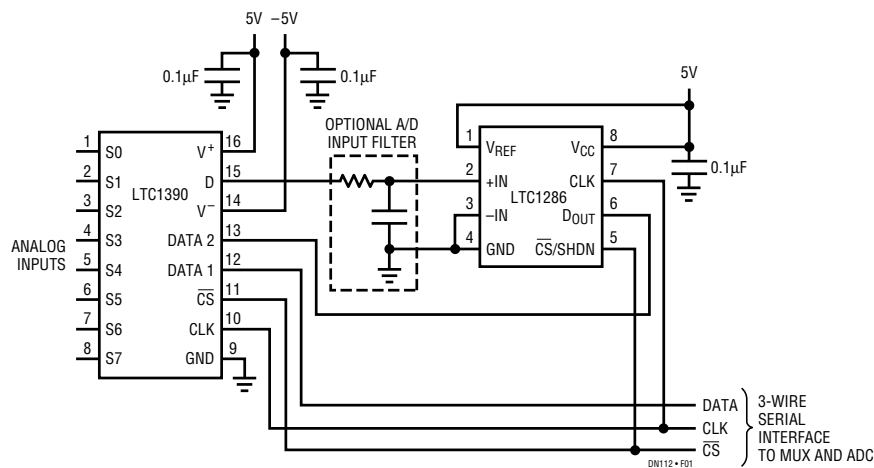 5V –5V
0.1µF
0.1µF
5V
OPTIONAL A/D
INPUT FILTER
0.1µF
ANALOG
INPUTS
LTC1390
1 S0
2 S1
3 S2
4 S3
5 S4
6 S5
7 S6
8 S7
V+ 16
D 15
V– 14
DATA 2 13
DATA 1 12
CS 11
CLK 10
GND 9
LTC1286
1 VREF
2 +IN
3 –IN
4 GND
VCC 8
CLK 7
DOUT 6
CS/SHDN 5
DATA
CLK
CS
3-WIRE
SERIAL
INTERFACE
TO MUX AND ADC
DN112 • F01